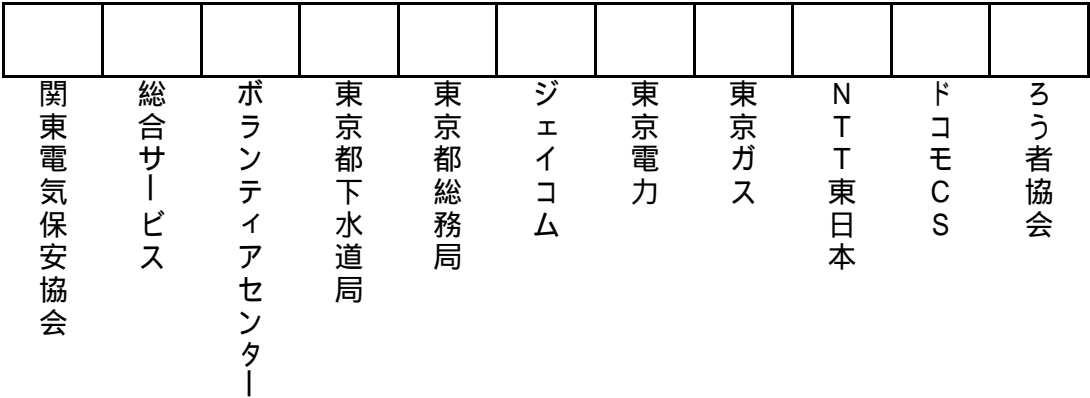 関東電気保安協会
総合サービス
ボランティアセンター
東京都下水道局
東京都総務局
ジェイコム
東京電力
東京ガス
NTT東日本
ドコモCS
ろう者協会